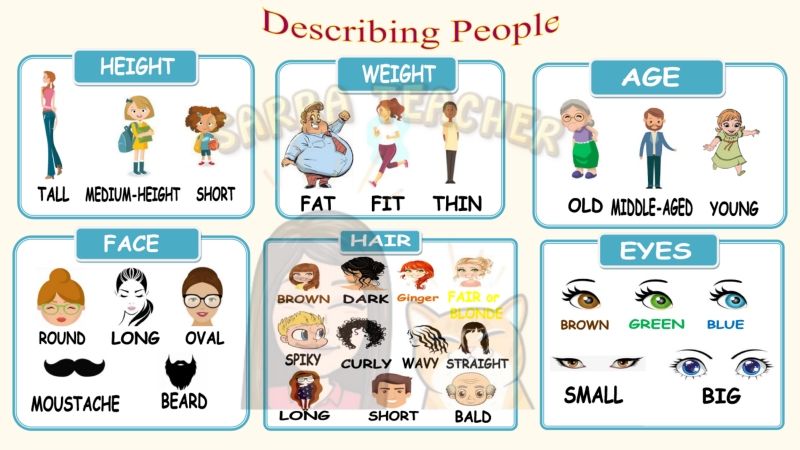 Describing People
HEIGHT
TALL MEDIUM-HEIGHT SHORT
WEIGHT
FAT FIT THIN
AGE
OLD MIDDLE-AGED YOUNG
SARRA TEACHER
FACE
ROUND LONG OVAL
MOUSTACHE BEARD
HAIR
BROWN DARK Ginger FAIR or
BLONDE
SPIKY CURLY WAVY STRAIGHT
LONG SHORT BALD
EYES
BROWN GREEN BLUE
SMALL BIG